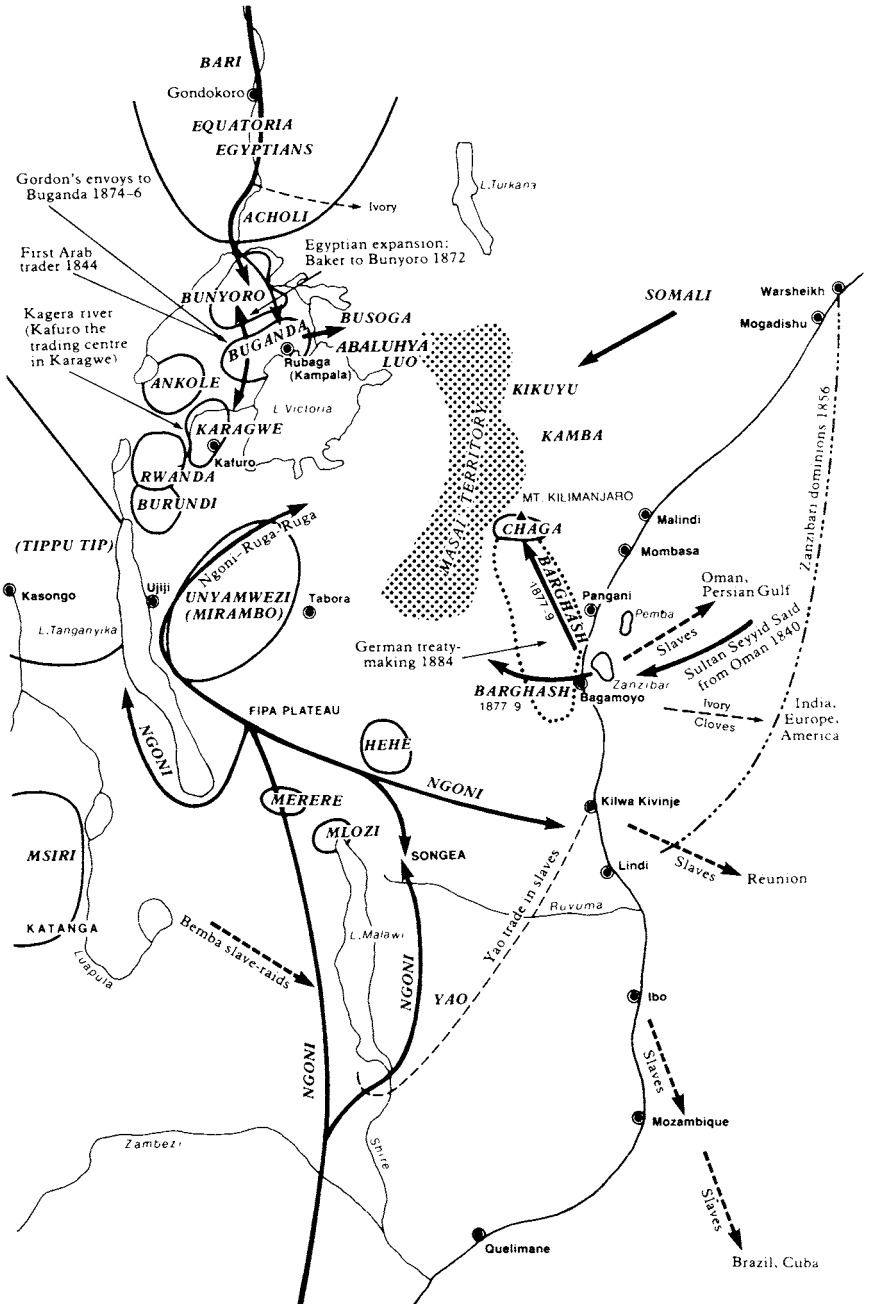 BARI
Gondokoro
EQUATORIA
EGYPTIANS
Gordon's envoys to
Buganda 1874–6
L.Turkana
Ivory
ACHOLI
First Arab
trader 1844
Egyptian expansion:
Baker to Bunyoro 1872
BUNYORO
SOMALI
Warsheikh
Mogadishu
Kagera river
(Kafuro the
trading centre
in Karagwe)
BUSOGA
BUGANDA
ABALUHYA
LUO
Rubaga
(Kampala)
ANKOLE
KIKUYU
L. Victoria
KARAGWE
Kafuro
KAMBA
MASAI TERRITORY
Zanzibari dominions 1856
RWANDA
BURUNDI
MT. KILIMANJARO
CHAGA
Malindi
Mombasa
(TIPPU TIP)
Ngoni-Ruga-Ruga
Kasongo
Ujiji
UNYAMWEZI
(MIRAMBO)
Tabora
BARGHASH
1877-9
Pangani
Pemba
Oman,
Persian Gulf
Slaves
L.Tanganyika
German treaty-
making 1884
Sultan Seyyid Said
from Oman 1840
BARGHASH
1877 9
Zanzibar
Bagamoyo
Ivory
Cloves
India,
Europe,
America
FIPA PLATEAU
NGONI
HEHE
NGONI
MERERE
Kilwa Kivinje
MLOZI
MSIRI
SONGEA
Lindi
Slaves
Reunion
Yao trade in slaves
Ruvuma
KATANGA
Bemba slave-raids
L.Malawi
Luapula
NGONI
YAO
Ibo
NGONI
Slaves
Mozambique
Zambezi
Shire
Slaves
Quelimane
Brazil, Cuba